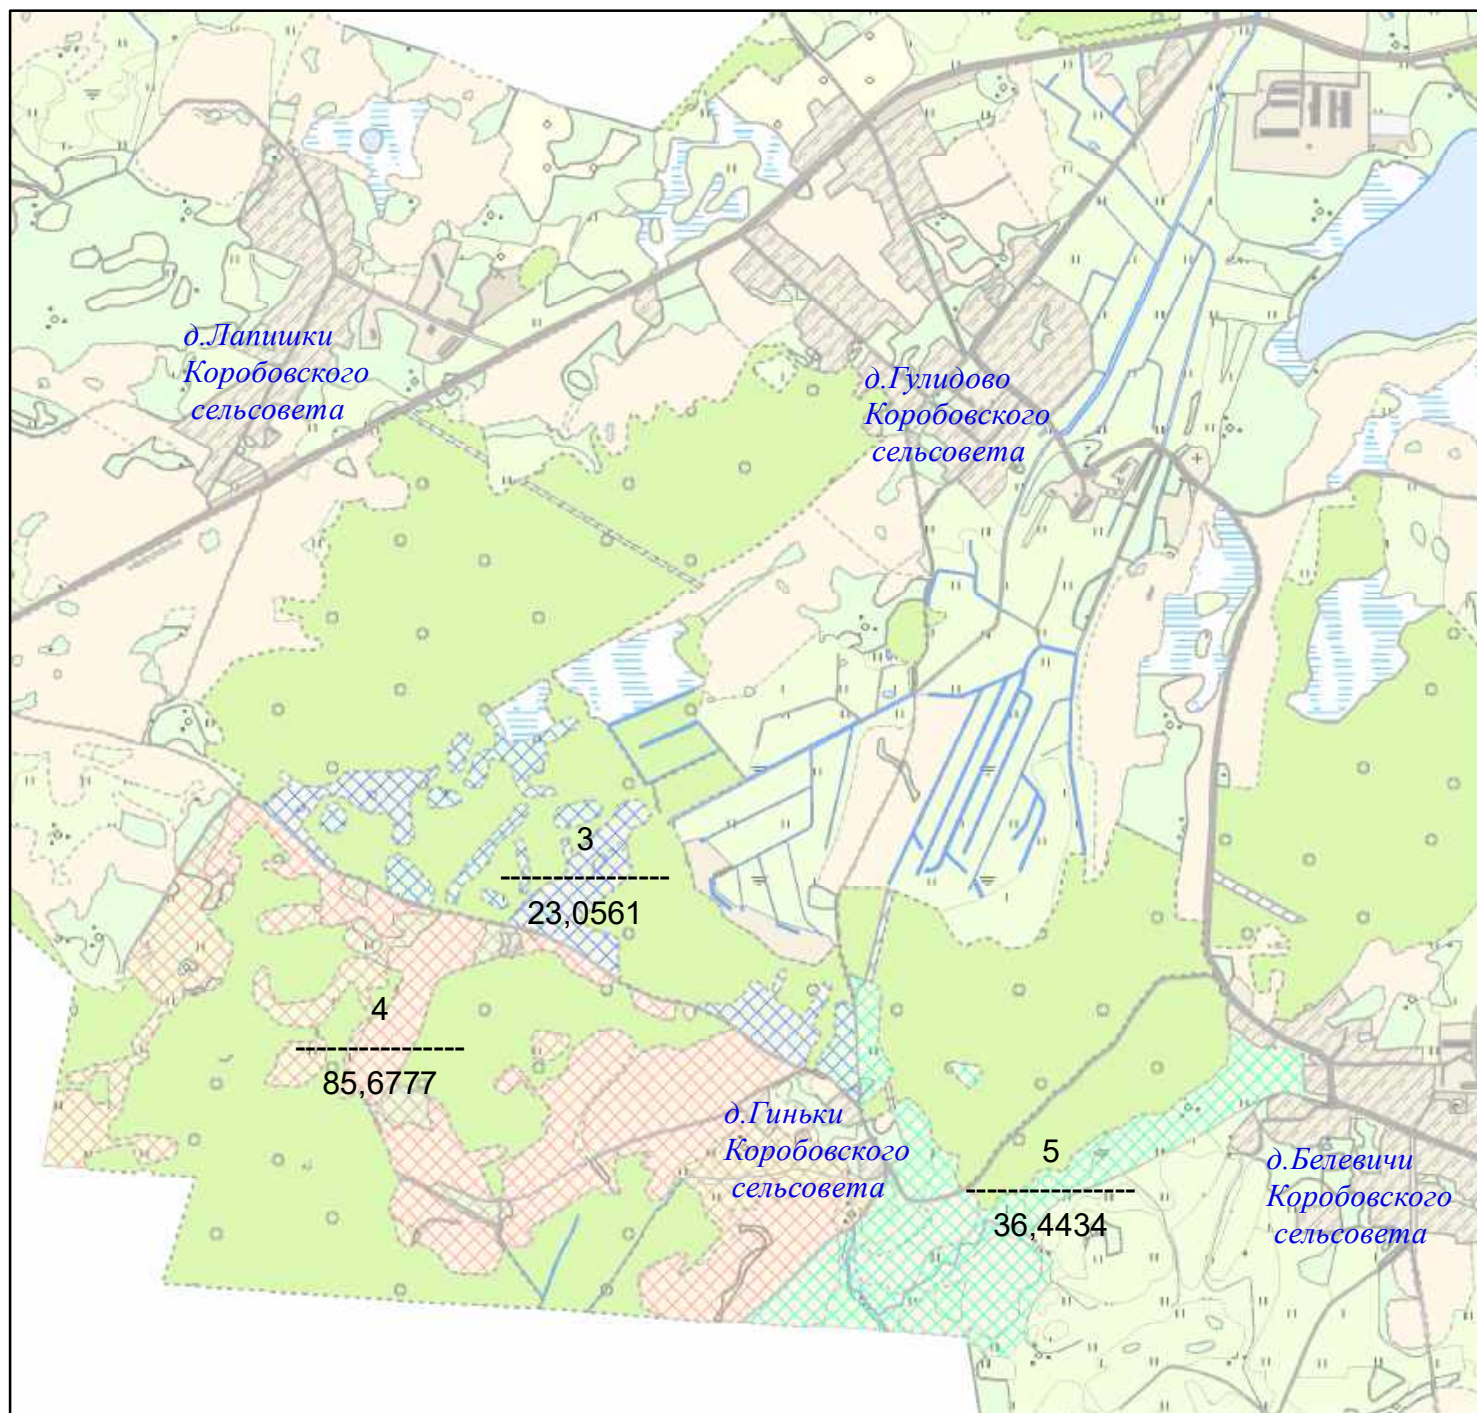 д.Лапишки
Коробовского
сельсовета
д.Гулидово
Коробовского
сельсовета
3
23,0561
4
85,6777
д.Гиньки
Коробовского
сельсовета
5
36,4434
д.Белевичи
Коробовского
сельсовета